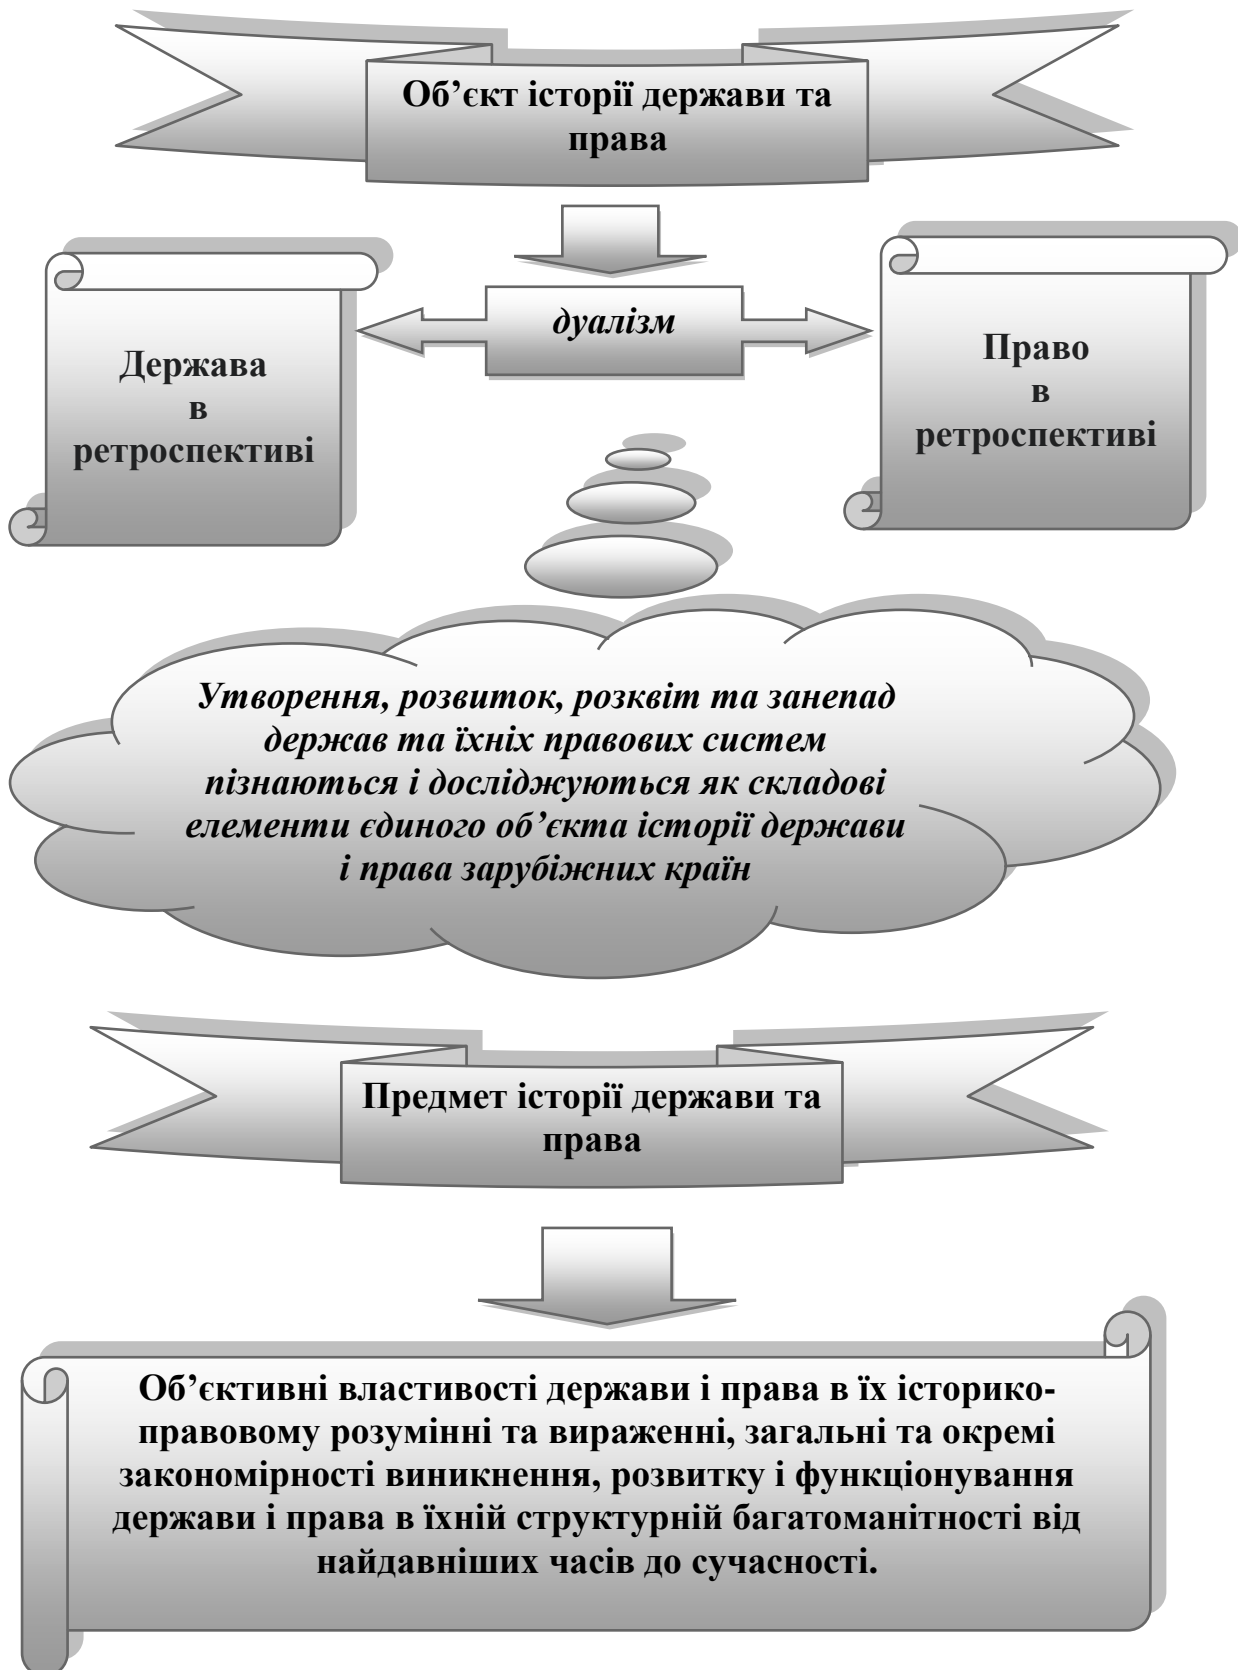 Об’єкт історії держави та
права
дуалізм
Держава
в
ретроспективі
Право
в
ретроспективі
Утворення, розвиток, розквіт та занепад
держав та їхніх правових систем
пізнаються і досліджуються як складові
елементи єдиного об’єкта історії держави
і права зарубіжних країн
Предмет історії держави та
права
Об’єктивні властивості держави і права в їх історико-
правовому розумінні та вираженні, загальні та окремі
закономірності виникнення, розвитку і функціонування
держави і права в їхній структурній багатоманітності від
найдавніших часів до сучасності.